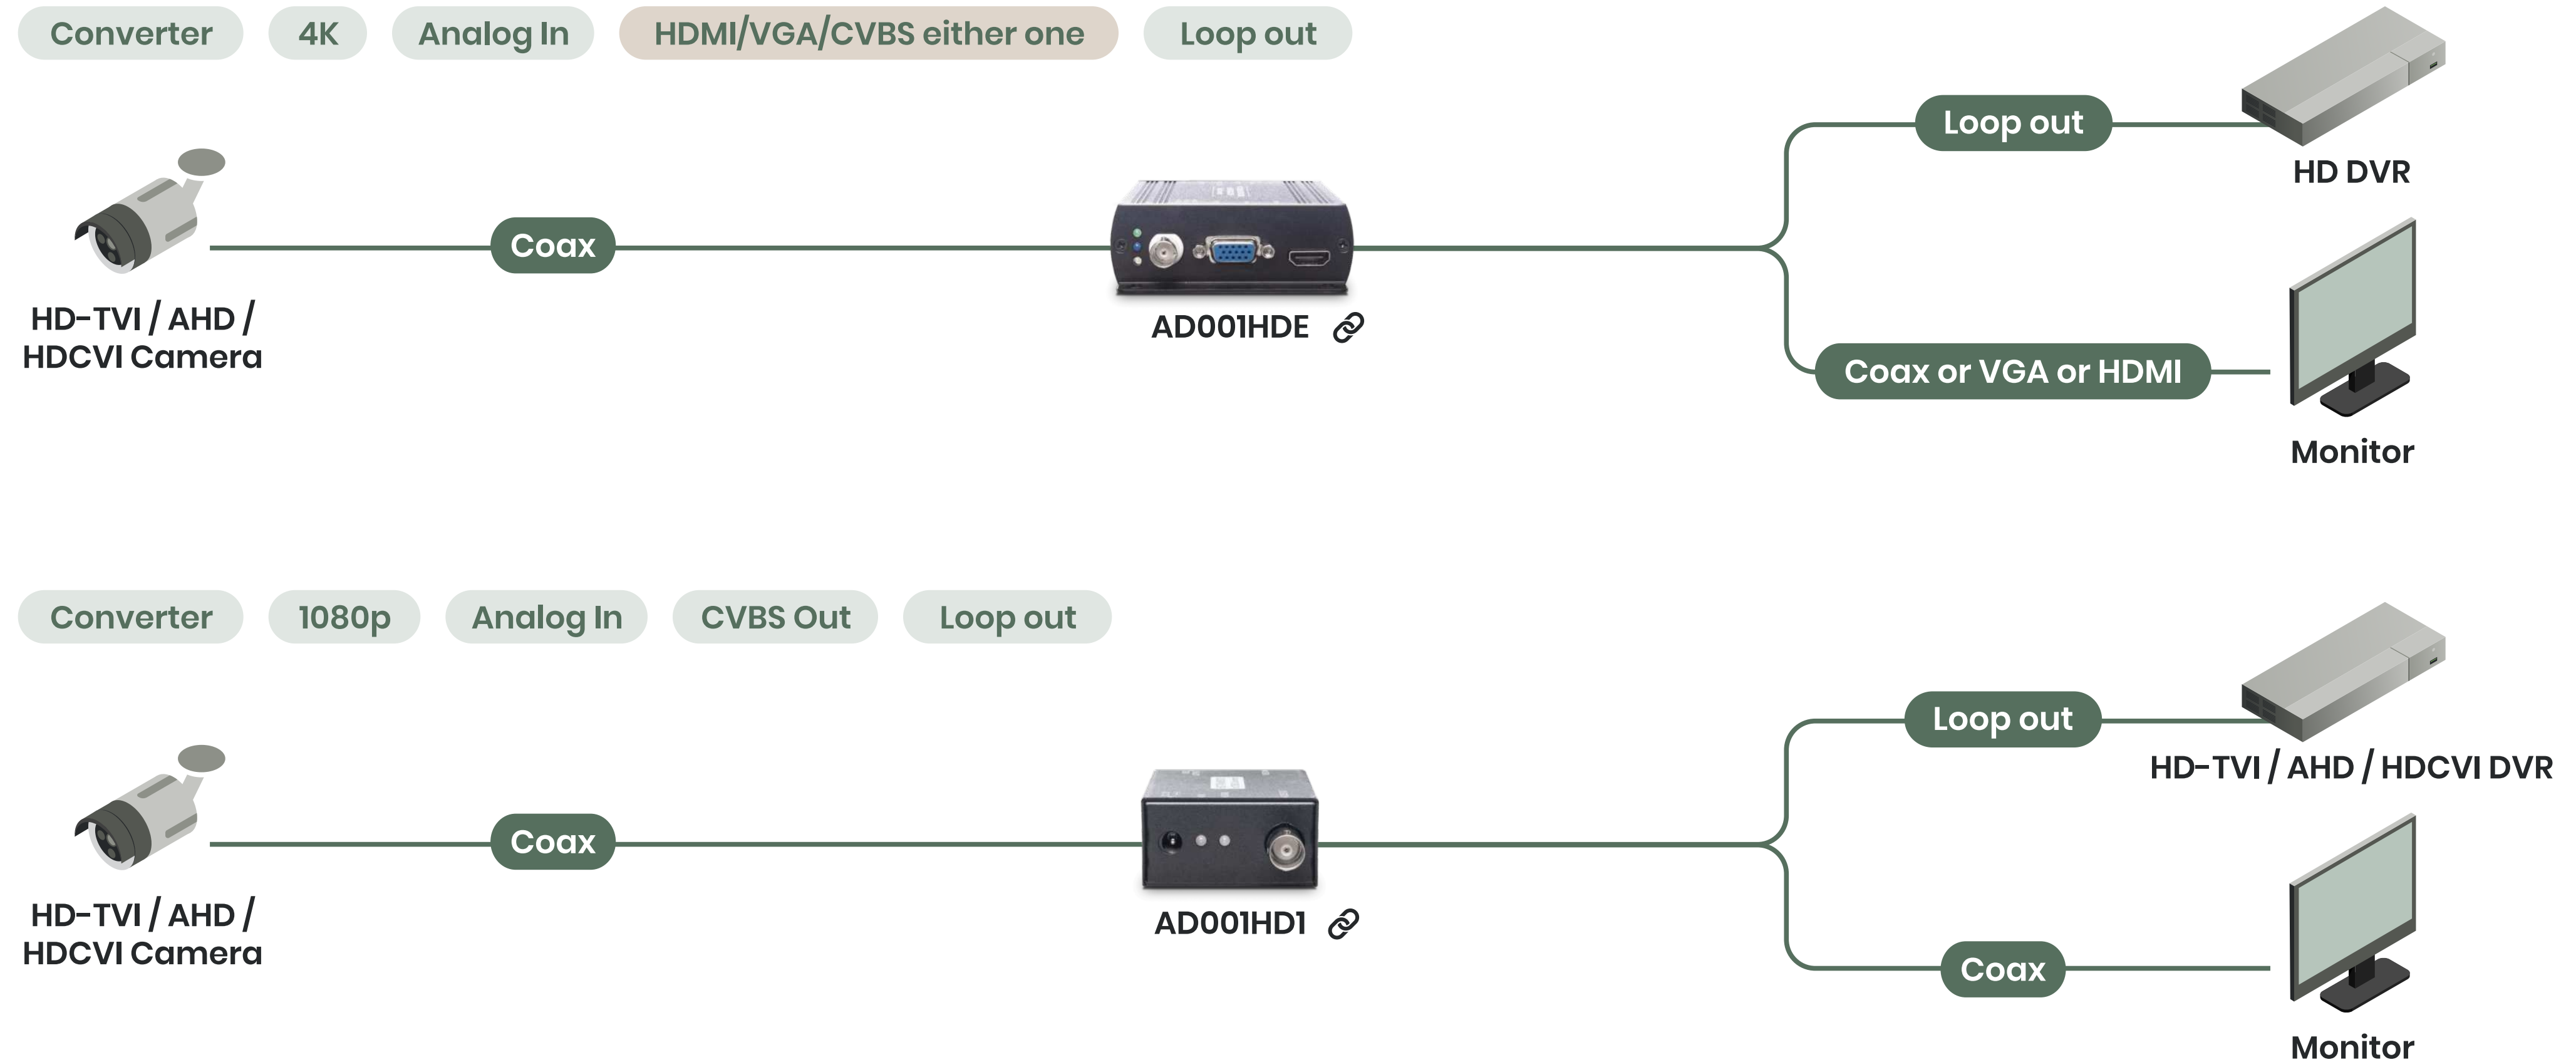 Converter
4K
Analog In
HDMI/VGA/CVBS either one
Loop out
Loop out
HD DVR
Coax
HD-TVI / AHD /
HDCVI Camera
AD001HDE
Coax or VGA or HDMI
Monitor
Converter
1080p
Analog In
CVBS Out
Loop out
Loop out
HD-TVI / AHD / HDCVI DVR
Coax
HD-TVI / AHD /
HDCVI Camera
AD001HD1
Coax
Monitor